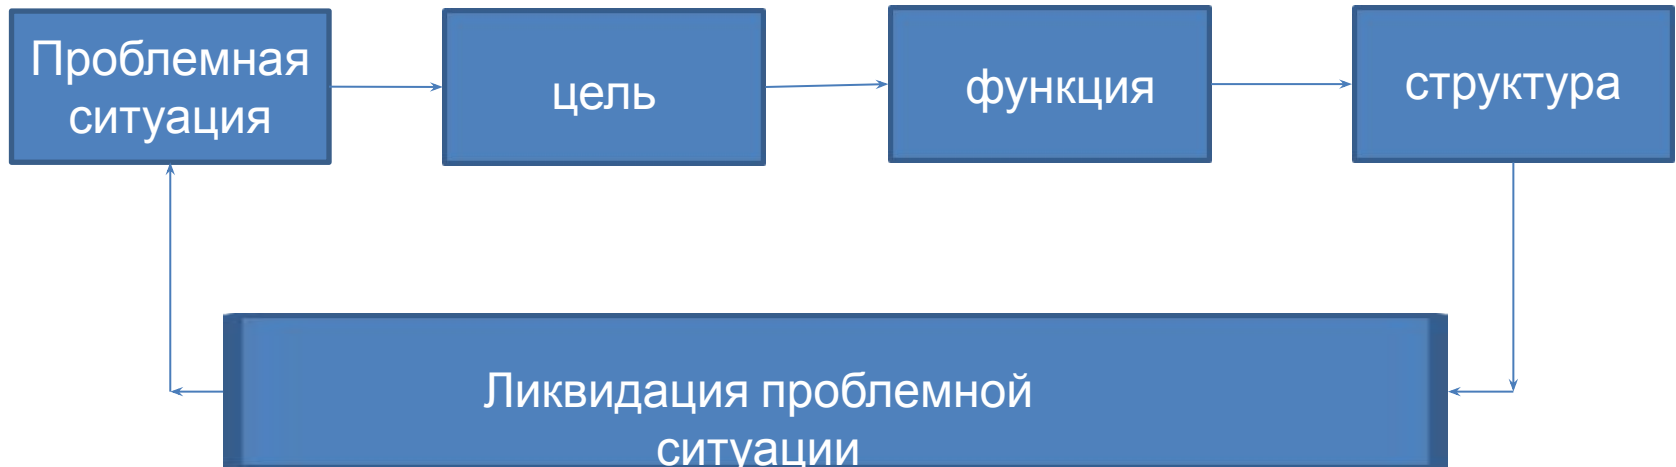 Проблемная
ситуация
цель
функция
структура
Ликвидация проблемной
ситуации